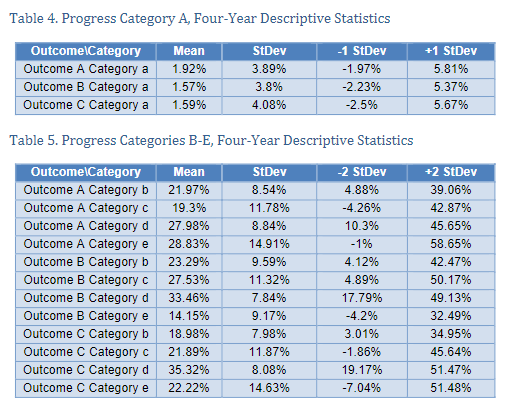 Table 4. Progress Category A, Four-Year Descriptive Statistics
Outcome\Category Mean StDev -1 StDev +1 StDev
Outcome A Category a 1.92% 3.89% -1.97% 5.81%
Outcome B Category a 1.57% 3.8% -2.23% 5.37%
Outcome C Category a 1.59% 4.08% -2.5% 5.67%
Table 5. Progress Categories B-E, Four-Year Descriptive Statistics
Outcome\Category Mean StDev -2 StDev +2 StDev
Outcome A Category b 21.97% 8.54% 4.88% 39.06%
Outcome A Category c 19.3% 11.78% -4.26% 42.87%
Outcome A Category d 27.98% 8.84% 10.3% 45.65%
Outcome A Category e 28.83% 14.91% -1% 58.65%
Outcome B Category b 23.29% 9.59% 4.12% 42.47%
Outcome B Category c 27.53% 11.32% 4.89% 50.17%
Outcome B Category d 33.46% 7.84% 17.79% 49.13%
Outcome B Category e 14.15% 9.17% -4.2% 32.49%
Outcome C Category b 18.98% 7.98% 3.01% 34.95%
Outcome C Category c 21.89% 11.87% -1.86% 45.64%
Outcome C Category d 35.32% 8.08% 19.17% 51.47%
Outcome C Category e 22.22% 14.63% -7.04% 51.48%